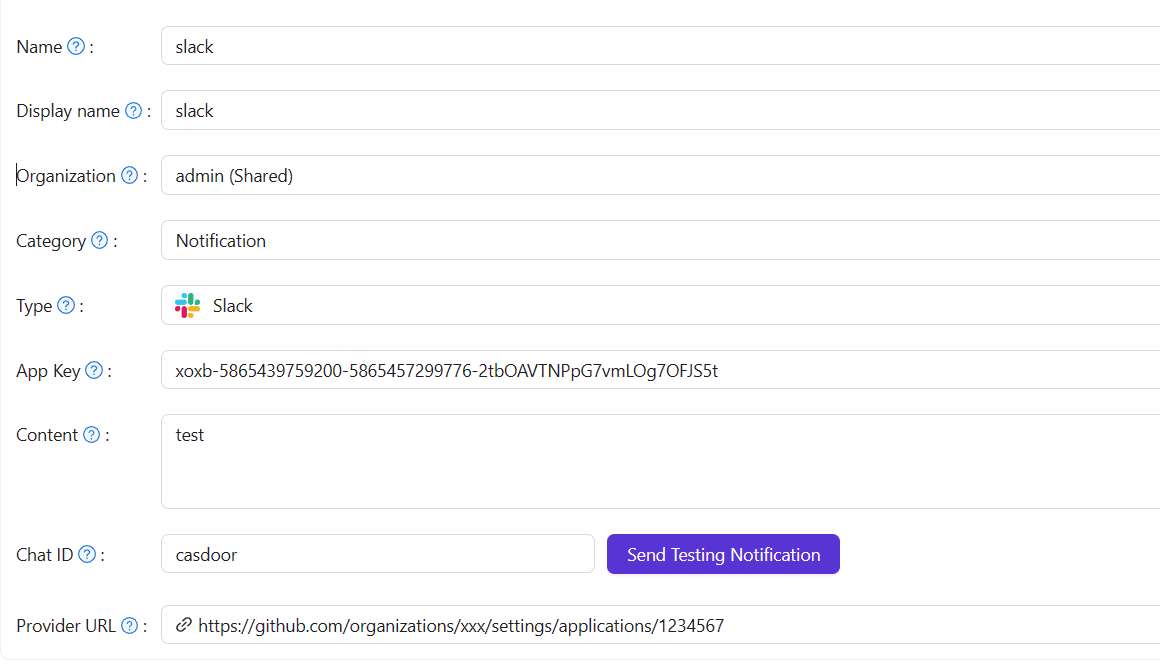 Name ? : slack
Display name ? : slack
Organization ? : admin (Shared)
Category ? : Notification
Type ? : Slack
App Key ? : xoxb-5865439759200-5865457299776-2tbOAVTNPpG7vmLOg7OFJS5t
Content ? : test
Chat ID ? : casdoor Send Testing Notification
Provider URL ? : https://github.com/organizations/xxx/settings/applications/1234567